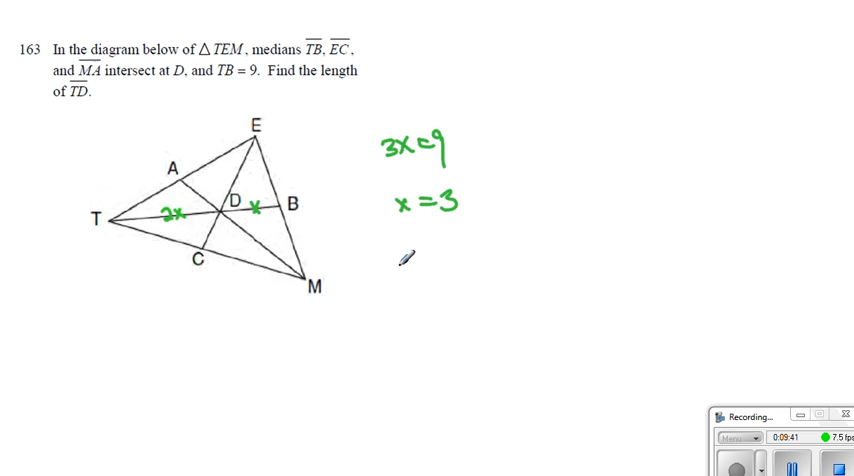 163 In the diagram below of △TEM, medians TB, EC,
and MA intersect at D, and TB = 9. Find the length
of TD.
E
3x=9
A
D
x
B
x = 3
2x
T
C
M
Recording...
Menu
0:09:41
7.5 fps